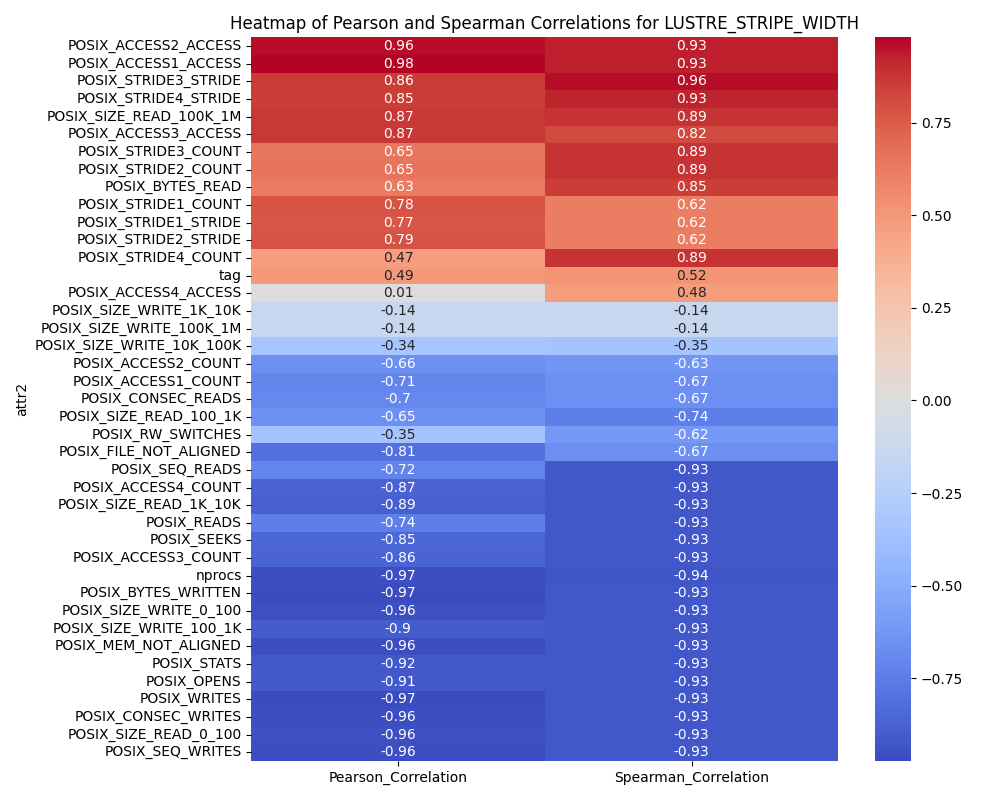 Heatmap of Pearson and Spearman Correlations for LUSTRE_STRIPE_WIDTH
POSIX_ACCESS2_ACCESS 0.96 0.93
POSIX_ACCESS1_ACCESS 0.98 0.93
POSIX_STRIDE3_STRIDE 0.86 0.96
POSIX_STRIDE4_STRIDE 0.85 0.93
POSIX_SIZE_READ_100K_1M 0.87 0.89
POSIX_ACCESS3_ACCESS 0.87 0.82
POSIX_STRIDE3_COUNT 0.65 0.89
POSIX_STRIDE2_COUNT 0.65 0.89
POSIX_BYTES_READ 0.63 0.85
POSIX_STRIDE1_COUNT 0.78 0.62
POSIX_STRIDE1_STRIDE 0.77 0.62
POSIX_STRIDE2_STRIDE 0.79 0.62
POSIX_STRIDE4_COUNT 0.47 0.89
tag 0.49 0.52
POSIX_ACCESS4_ACCESS 0.01 0.48
POSIX_SIZE_WRITE_1K_10K -0.14 -0.14
POSIX_SIZE_WRITE_100K_1M -0.14 -0.14
POSIX_SIZE_WRITE_10K_100K -0.34 -0.35
POSIX_ACCESS2_COUNT -0.66 -0.63
POSIX_ACCESS1_COUNT -0.71 -0.67
POSIX_CONSEC_READS -0.7 -0.67
POSIX_SIZE_READ_100_1K -0.65 -0.74
POSIX_RW_SWITCHES -0.35 -0.62
POSIX_FILE_NOT_ALIGNED -0.81 -0.67
POSIX_SEQ_READS -0.72 -0.93
POSIX_ACCESS4_COUNT -0.87 -0.93
POSIX_SIZE_READ_1K_10K -0.89 -0.93
POSIX_READS -0.74 -0.93
POSIX_SEEKS -0.85 -0.93
POSIX_ACCESS3_COUNT -0.86 -0.93
nprocs -0.97 -0.94
POSIX_BYTES_WRITTEN -0.97 -0.93
POSIX_SIZE_WRITE_0_100 -0.96 -0.93
POSIX_SIZE_WRITE_100_1K -0.9 -0.93
POSIX_MEM_NOT_ALIGNED -0.96 -0.93
POSIX_STATS -0.92 -0.93
POSIX_OPENS -0.91 -0.93
POSIX_WRITES -0.97 -0.93
POSIX_CONSEC_WRITES -0.96 -0.93
POSIX_SIZE_READ_0_100 -0.96 -0.93
POSIX_SEQ_WRITES -0.96 -0.93
Pearson_Correlation Spearman_Correlation
attr2
0.75
0.50
0.25
0.00
−0.25
−0.50
−0.75